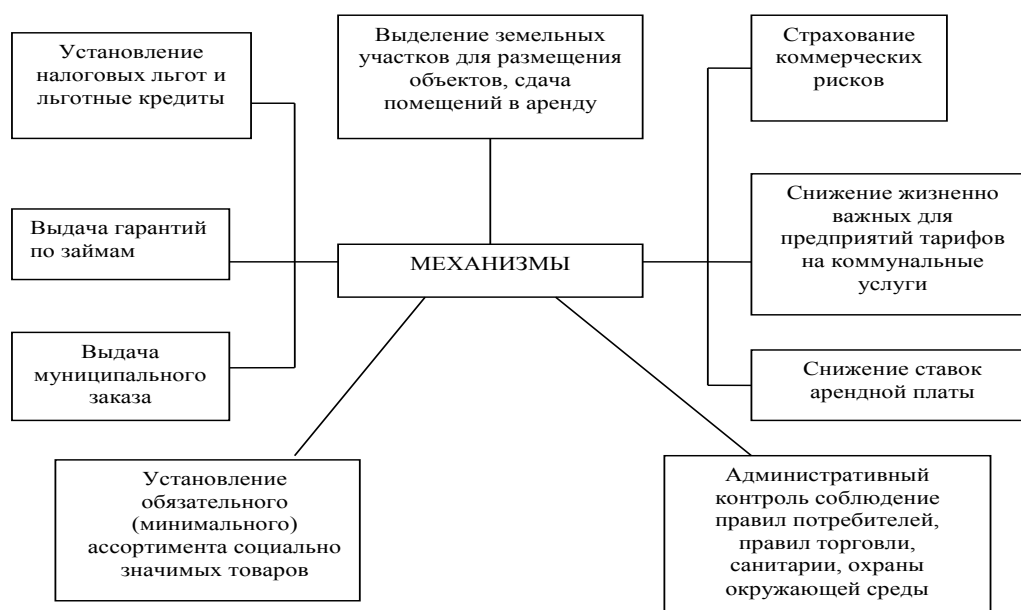 Установление
налоговых льгот и
льготные кредиты
Выделение земельных
участков для размещения
объектов, сдача
помещений в аренду
Страхование
коммерческих
рисков
Выдача гарантий
по займам
МЕХАНИЗМЫ
Снижение жизненно
важных для
предприятий тарифов
на коммунальные
услуги
Выдача
муниципального
заказа
Снижение ставок
арендной платы
Установление
обязательного
(минимального)
ассортимента социально
значимых товаров
Административный
контроль соблюдение
правил потребителей,
правил торговли,
санитарии, охраны
окружающей среды